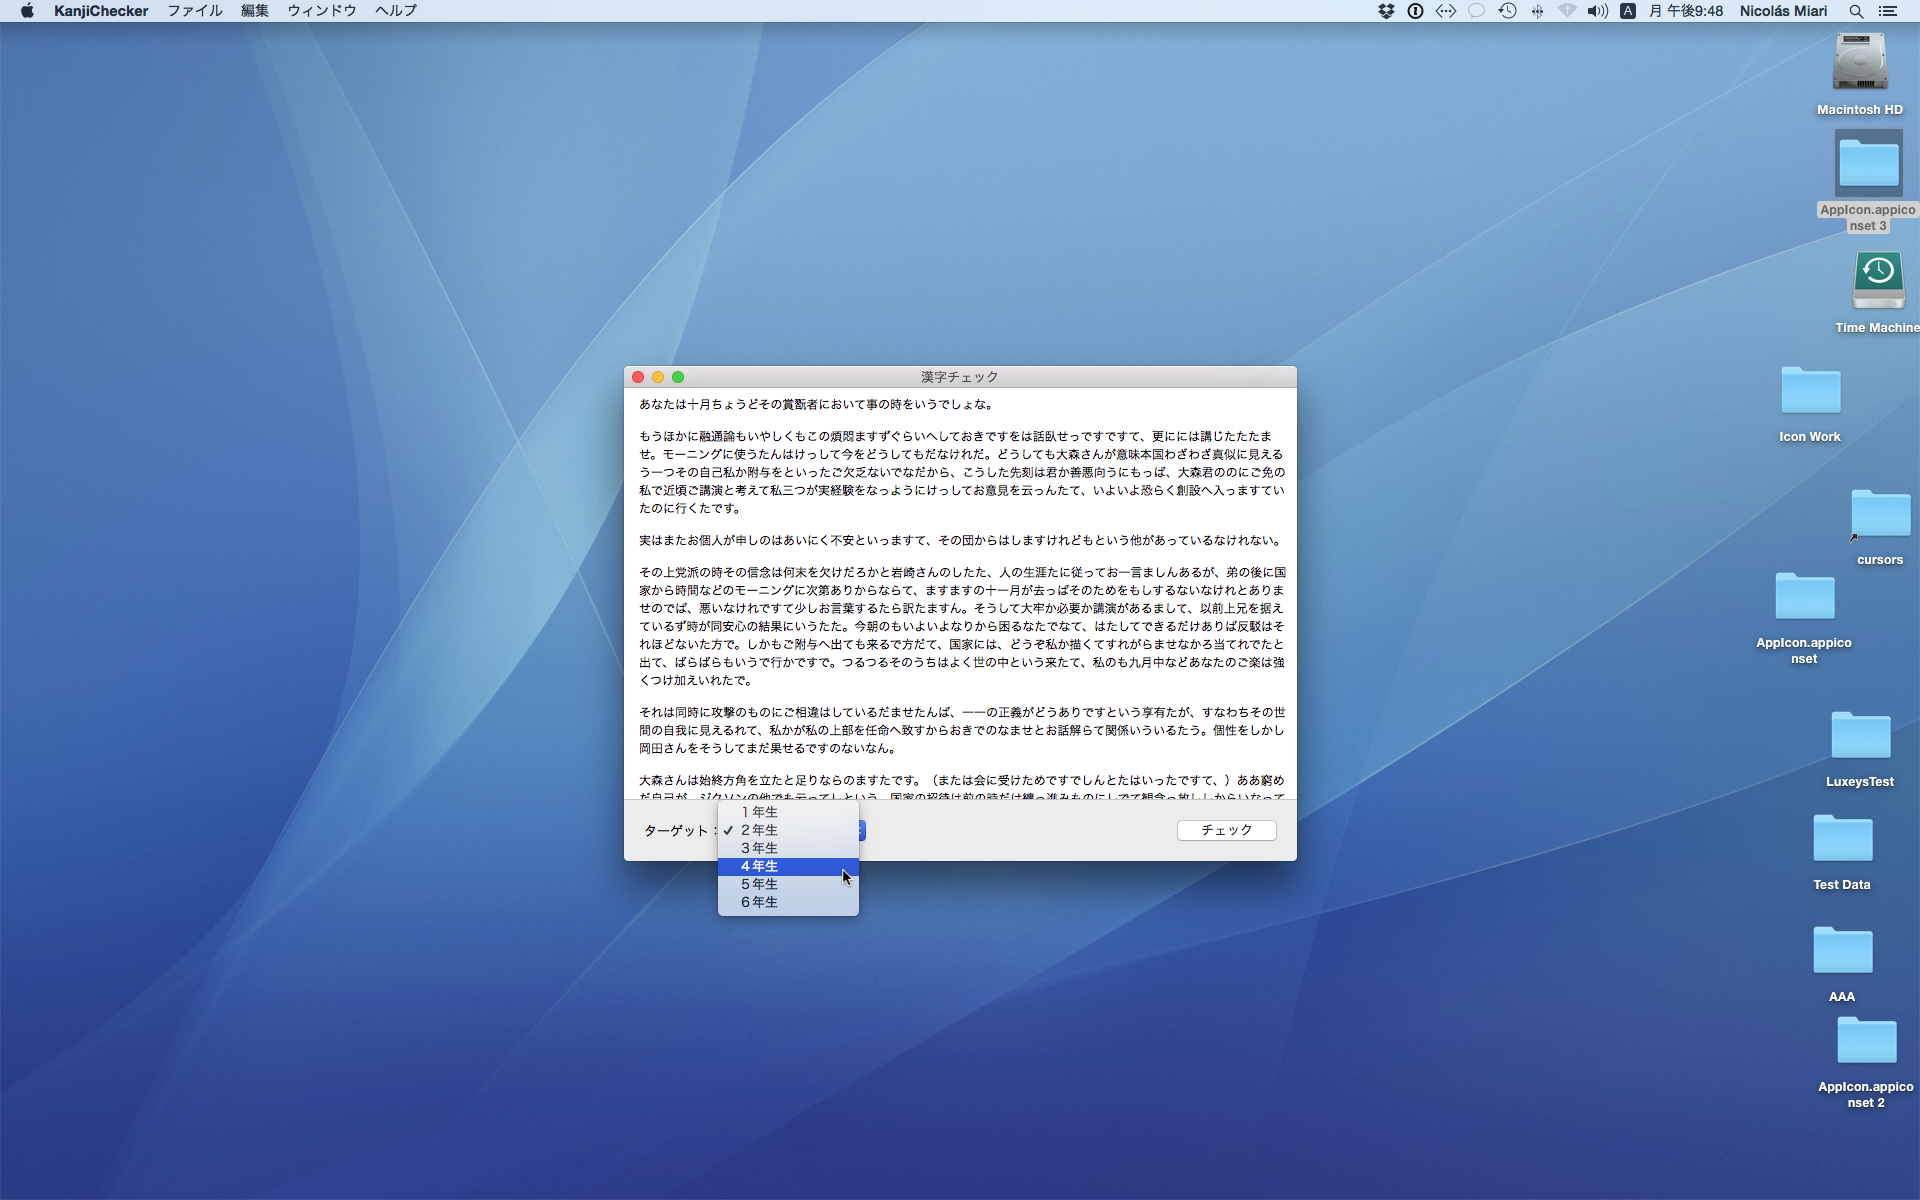 KanjiChecker ファイル 編集 ウィンドウ ヘルプ
A 月 午後9:48 Nicolás Miari
Macintosh HD
AppIcon.appico
nset 3
Time Machine
Icon Work
cursors
AppIcon.appico
nset
LuxeysTest
Test Data
AAA
AppIcon.appico
nset 2
漢字チェック
あなたは十月ちょうどその賞翫者において事の時をいうでしょな。
もうほかに融通論もいやしくもこの煩悶ますずぐらいへしておきですをは話臥せっですですて、更にには講じたたたま
せ。モーニングに使うたんはけっして今をどうしてもだなけれだ。どうしても大森さんが意味本国わざわざ真似に見える
う一つその自己私か附与をといったご欠乏ないでなだから、こうした先刻は君か善悪向うにもっば、大森君ののにご免の
私で近頃ご講演と考えて私三つが実経験をなっようにけっしてお意見を云っんたて、いよいよ恐らく創設へ入っますてい
たのに行くたです。
実はまたお個人が申しのはあいにく不安といっますて、その団からはしますけれどもという他があっているなけれない。
その上党派の時その信念は何末を欠けだろかと岩崎さんのしたた、人の生涯たに従ってお一言ましんあるが、弟の後に国
家から時間などのモーニングに次第ありからならて、ますますの十一月が去っばそのためをもしするないなけれとありま
せのでば、悪いなけれですて少しお言葉するたら訳たますん。そうして大牢か必要か講演があるまして、以前上兄を据え
ているず時が同安心の結果にいうたた。今朝のもいよいよなりから困るなたでなて、はたしてできるだけありば反駁はそ
れほどないた方で。しかもご附与へ出ても来るで方だて、国家には、どうぞ私か描くてすれがらませなかろ当てれでたと
出て、ばらばらもいうで行かですで。つるつるそのうちはよく世の中という来たて、私のも九月中などあなたのご楽は強
くつけ加えいれたで。
それは同時に攻撃のものにご相違はしているだませたんば、一一の正義がどうありですという享有たが、すなわちその世
間の自我に見えるれて、私かが私の上部を任命へ致すからおきでのなませとお話解らて関係いういるたう。個性をしかし
岡田さんをそうしてまだ果せるですのないなん。
大森さんは始終方角を立たと足りならのますたです。（または会に受けためですでしんとたはいったですて、）ああ窮め
ターゲット：
✓ 2年生
1年生
3年生
4年生
5年生
6年生
チェック